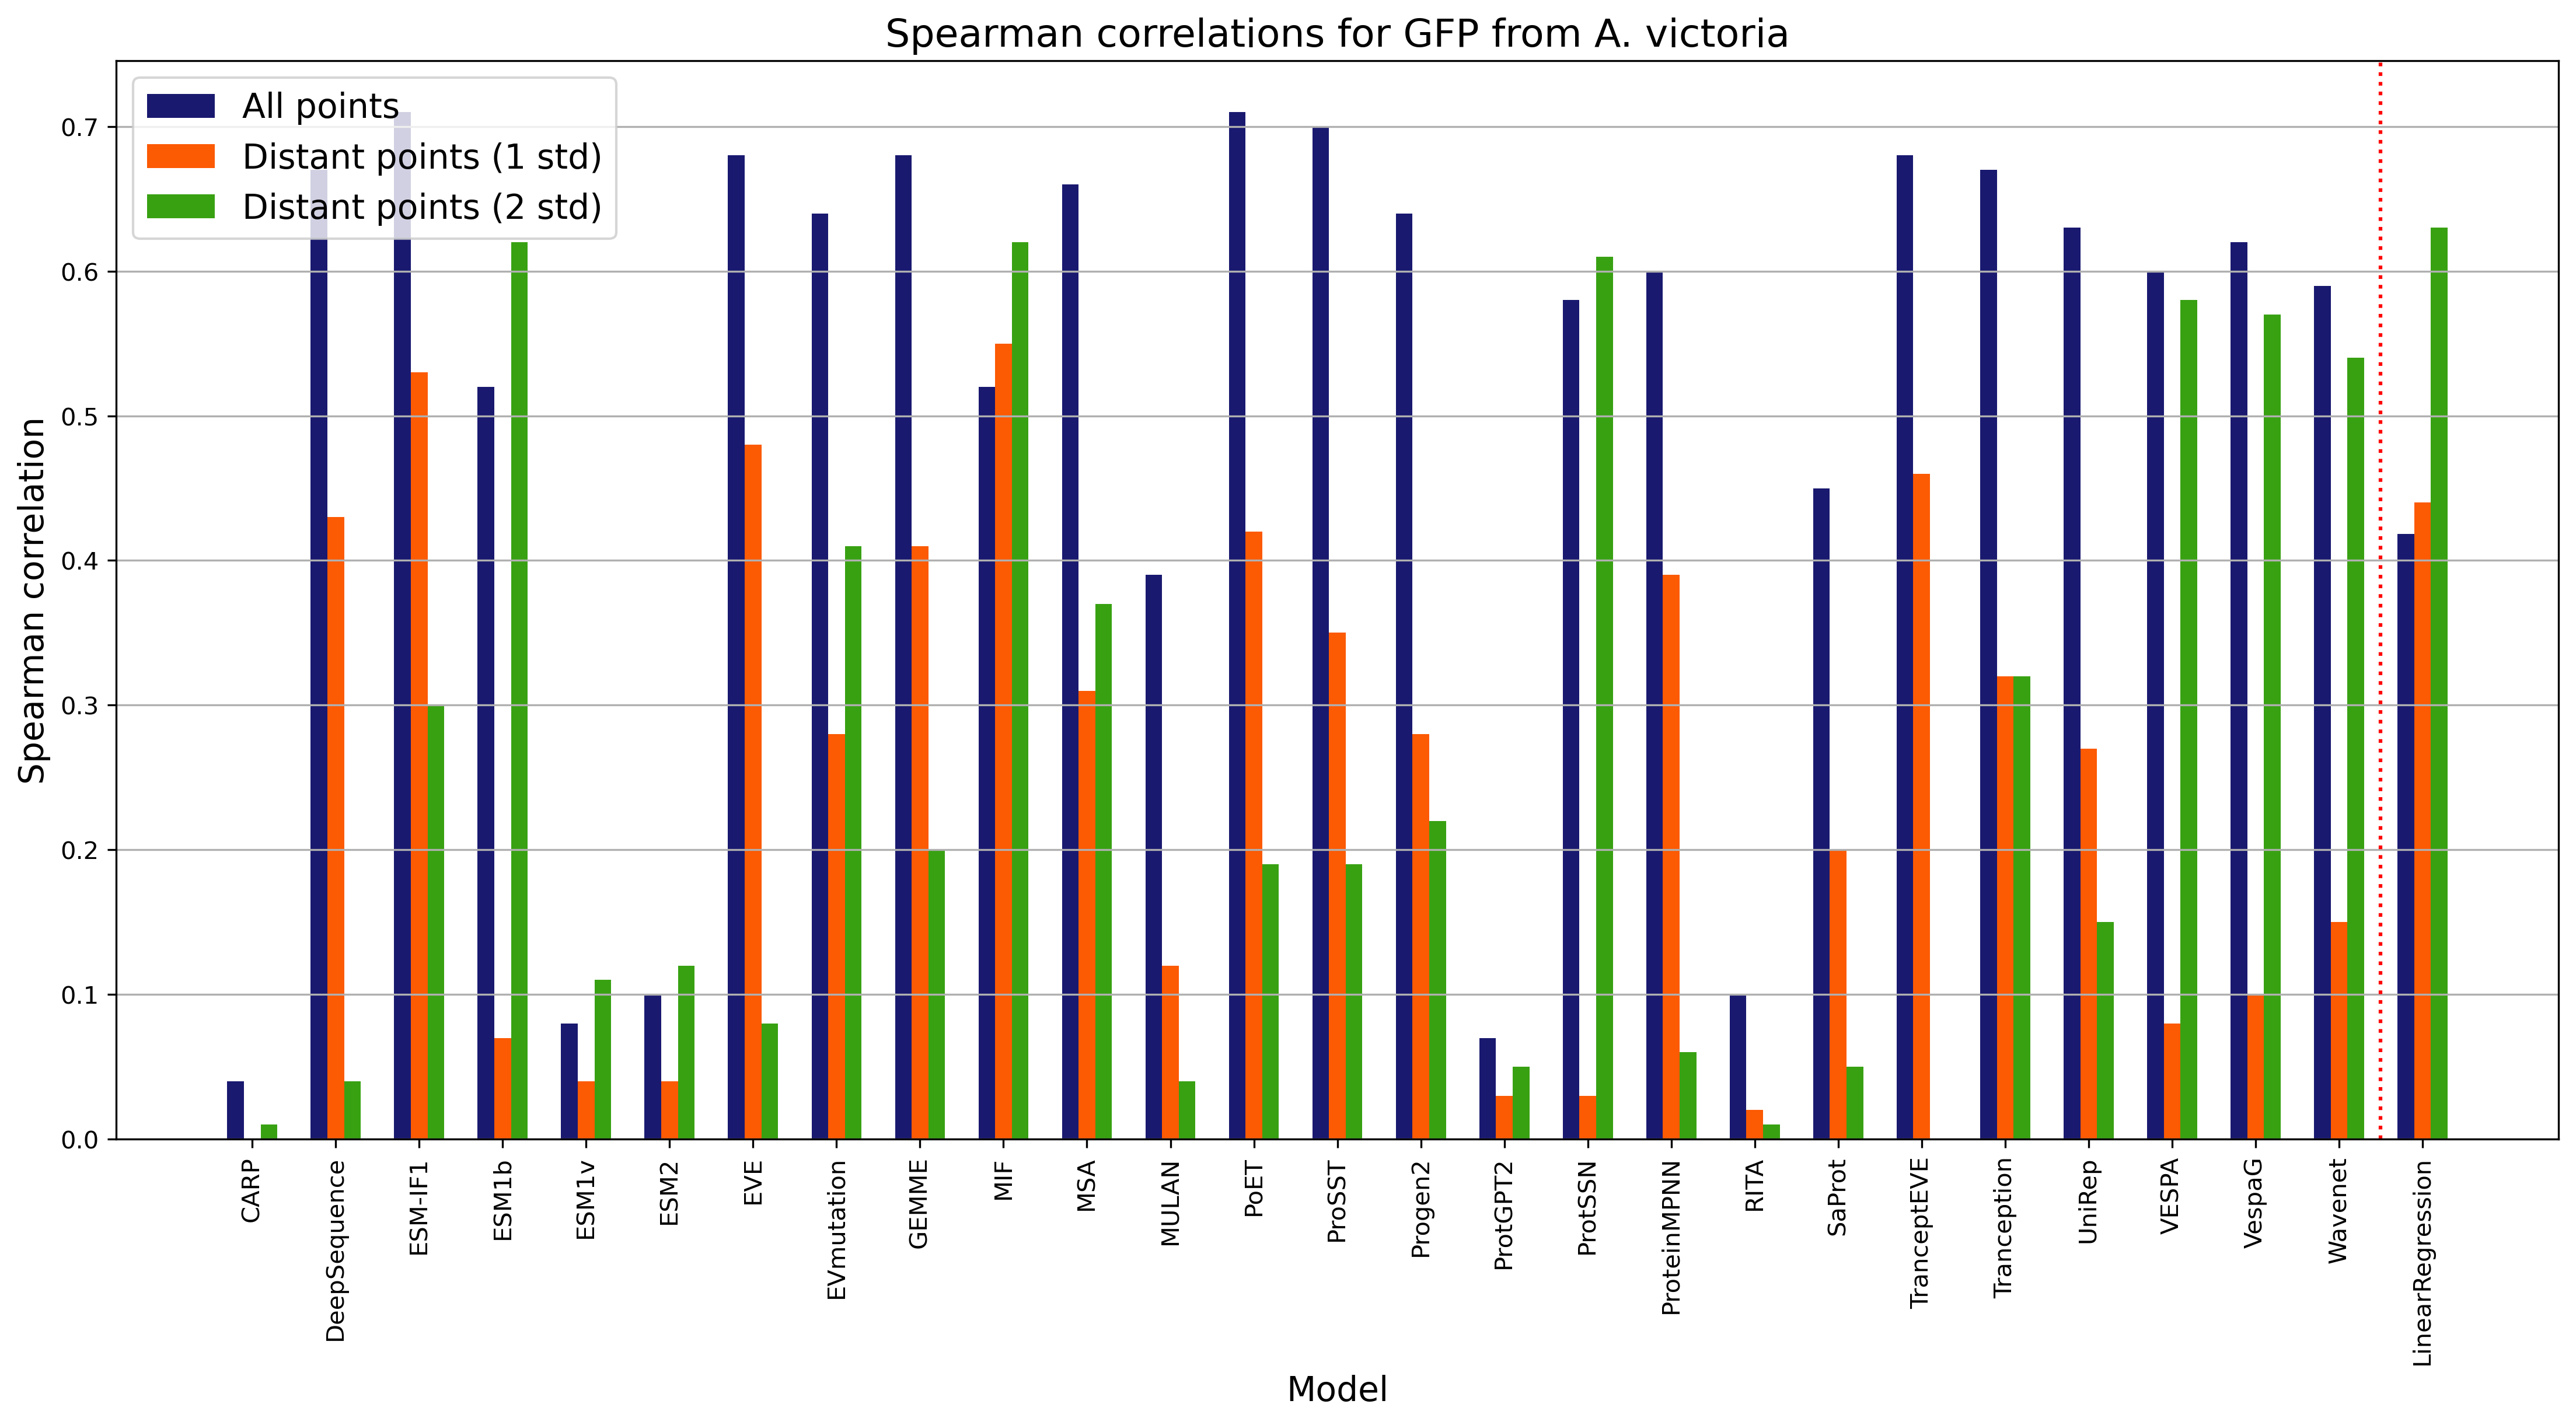 Spearman correlations for GFP from A. victoria
All points
Distant points (1 std)
Distant points (2 std)
Spearman correlation
0.7
0.6
0.5
0.4
0.3
0.2
0.1
0.0
CARP
DeepSequence
ESM-IF1
ESM1b
ESM1v
ESM2
EVE
EVmutation
GEMME
MIF
MSA
MULAN
PoET
ProSST
Progen2
ProtGPT2
ProtSSN
ProteinMPNN
RITA
SaProt
TranceptEVE
Tranception
UniRep
VESPA
VespaG
Wavenet
LinearRegression
Model